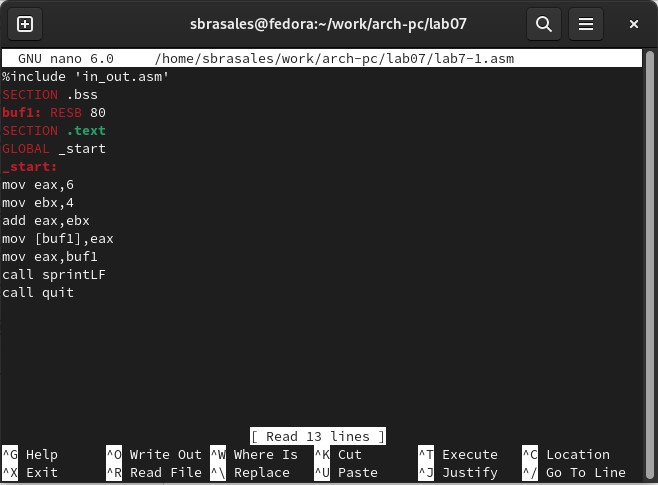 sbrasales@fedora:~/work/arch-pc/lab07
GNU nano 6.0 /home/sbrasales/work/arch-pc/lab07/lab7-1.asm
%include 'in_out.asm'
SECTION .bss
buf1: RESB 80
SECTION .text
GLOBAL _start
_start:
mov eax,6
mov ebx,4
add eax,ebx
mov [buf1],eax
mov eax,buf1
call sprintLF
call quit
[ Read 13 lines ]
^G Help ^O Write Out ^W Where Is ^K Cut ^T Execute ^C Location
^X Exit ^R Read File ^\ Replace ^U Paste ^J Justify ^/ Go To Line